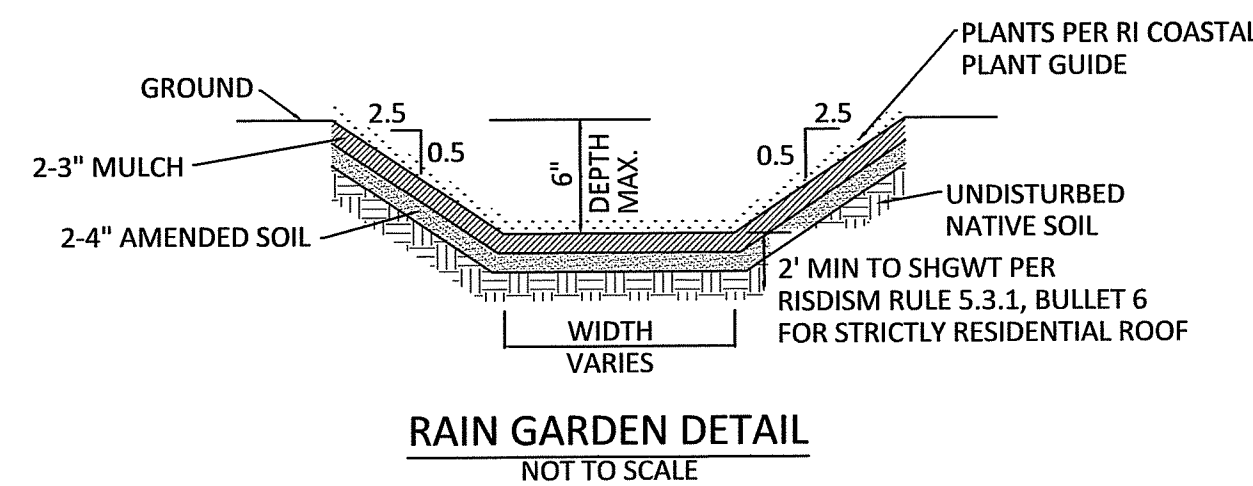 PLANTS PER RI COASTAL
PLANT GUIDE
GROUND
2.5
0.5
2-3" MULCH
2-4" AMENDED SOIL
6"
DEPTH
MAX.
2.5
0.5
UNDISTURBED
NATIVE SOIL
2' MIN TO SHGWT PER
RISDISM RULE 5.3.1, BULLET 6
FOR STRICTLY RESIDENTIAL ROOF
WIDTH
VARIES
RAIN GARDEN DETAIL
NOT TO SCALE